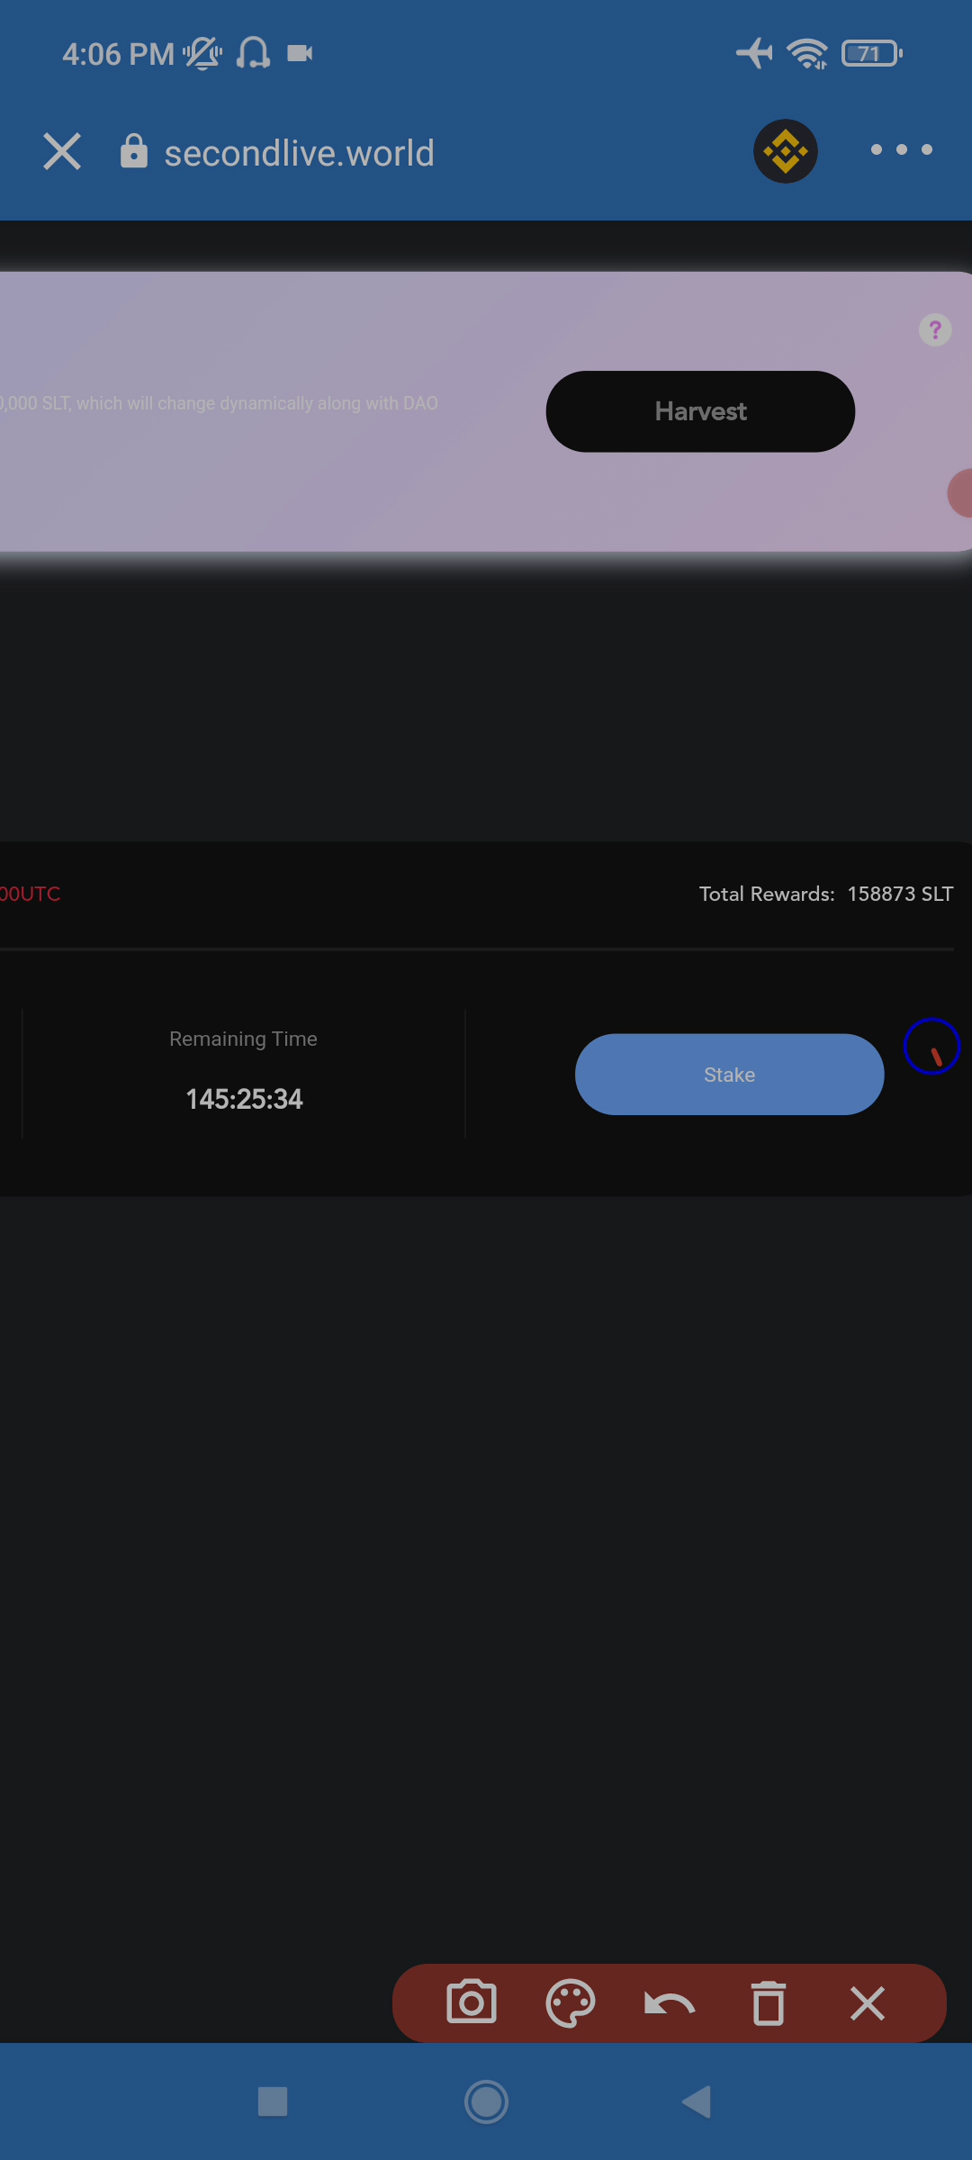 4:06 PM
71
secondlive.world
?
0,000 SLT, which will change dynamically along with DAO
Harvest
00UTC
Total Rewards: 158873 SLT
Remaining Time
145:25:34
Stake